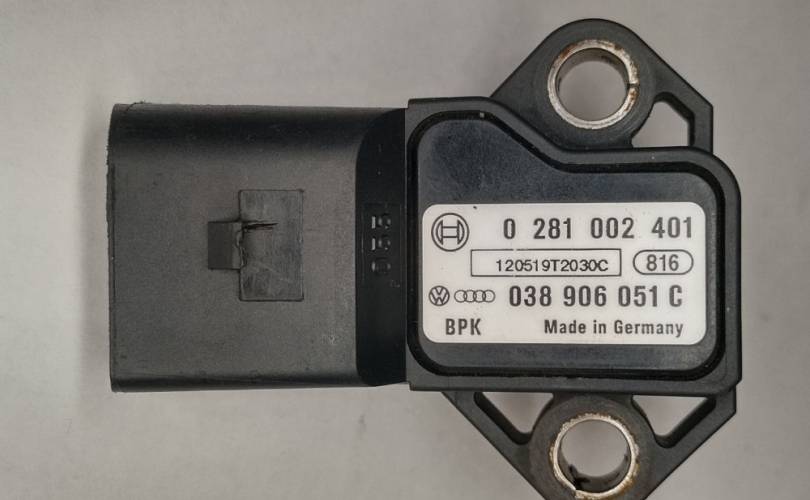 0 281 002 401
120519T2030C 816
038 906 051 C
BPK Made in Germany